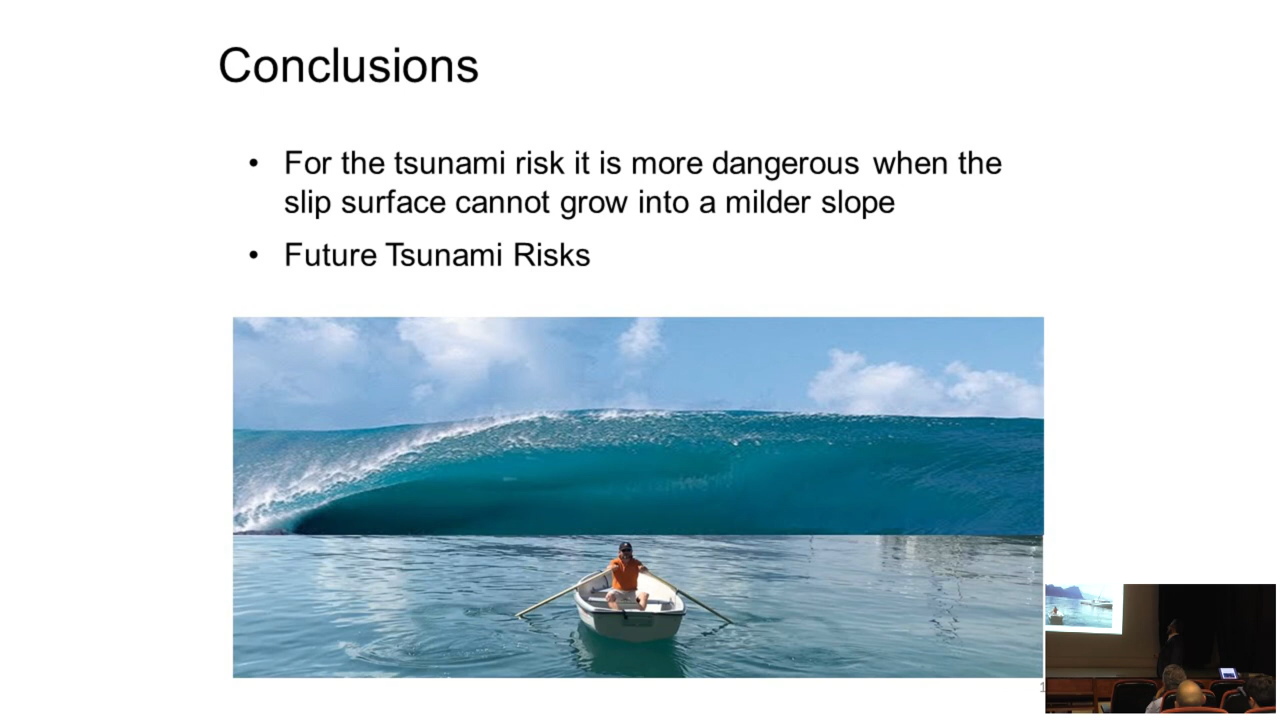 Conclusions
• For the tsunami risk it is more dangerous when the
slip surface cannot grow into a milder slope
• Future Tsunami Risks